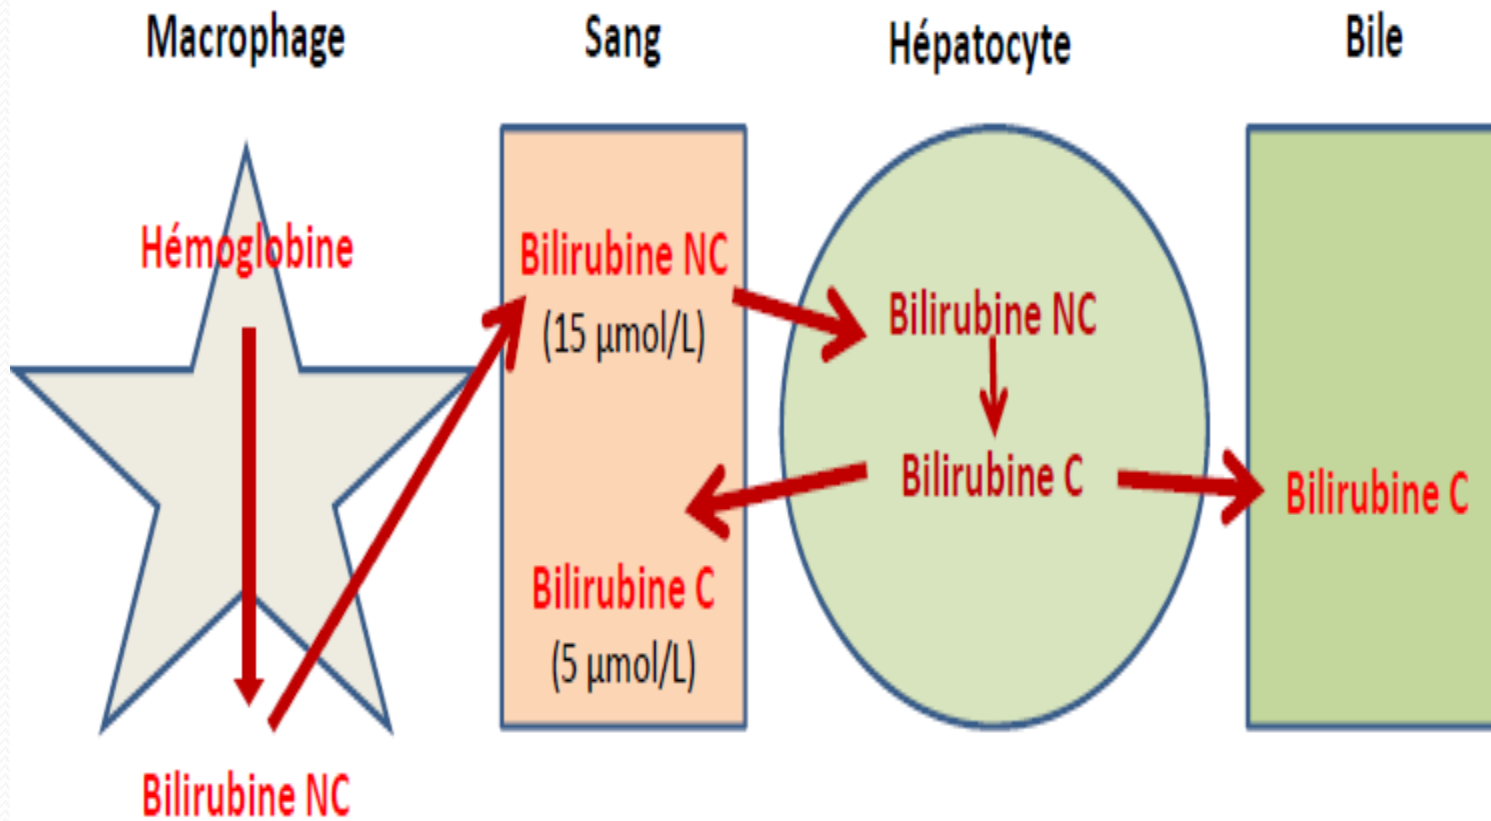 Macrophage
Sang
Hépatocyte
Bile
Hémoglobine
Bilirubine NC
Bilirubine NC
(15 µmol/L)
Bilirubine C
(5 µmol/L)
Bilirubine NC
Bilirubine C
Bilirubine C